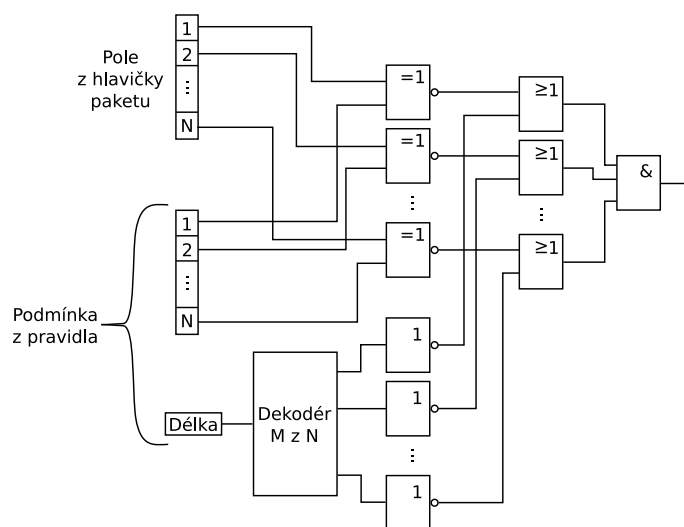 Pole
z hlavičky
paketu
1
2
...
N
=1
=1
...
=1
≥1
≥1
...
≥1
&
Podmínka
z pravidla
1
2
...
N
Délka
Dekodér
M z N
1
1
...
1